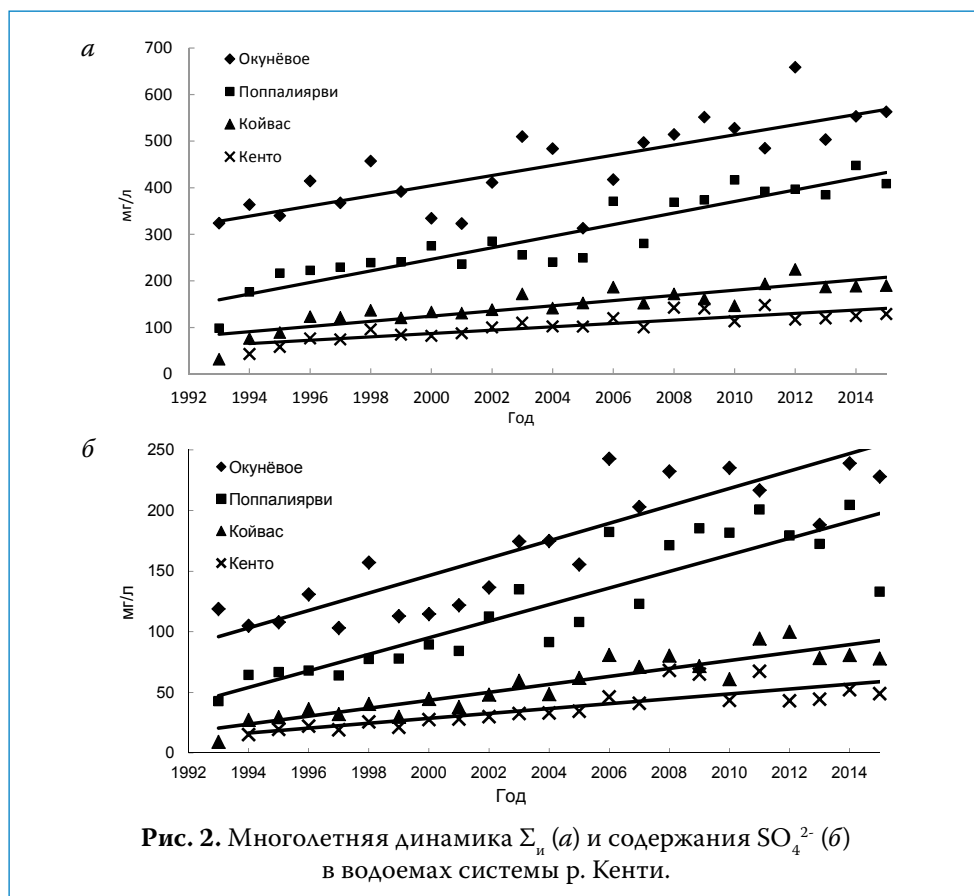 а
700
600
500
400
300
200
100
0
мг/л
Окунёвое
Поппалиярви
Койвас
Кенто
1992 1994 1996 1998 2000 2002 2004 2006 2008 2010 2012 2014
Год
б
250
200
150
100
50
0
мг/л
Окунёвое
Поппалиярви
Койвас
Кенто
1992 1994 1996 1998 2000 2002 2004 2006 2008 2010 2012 2014
Год
Рис. 2. Многолетняя динамика Σи (а) и содержания SO₄²⁻ (б)
в водоемах системы р. Кенти.